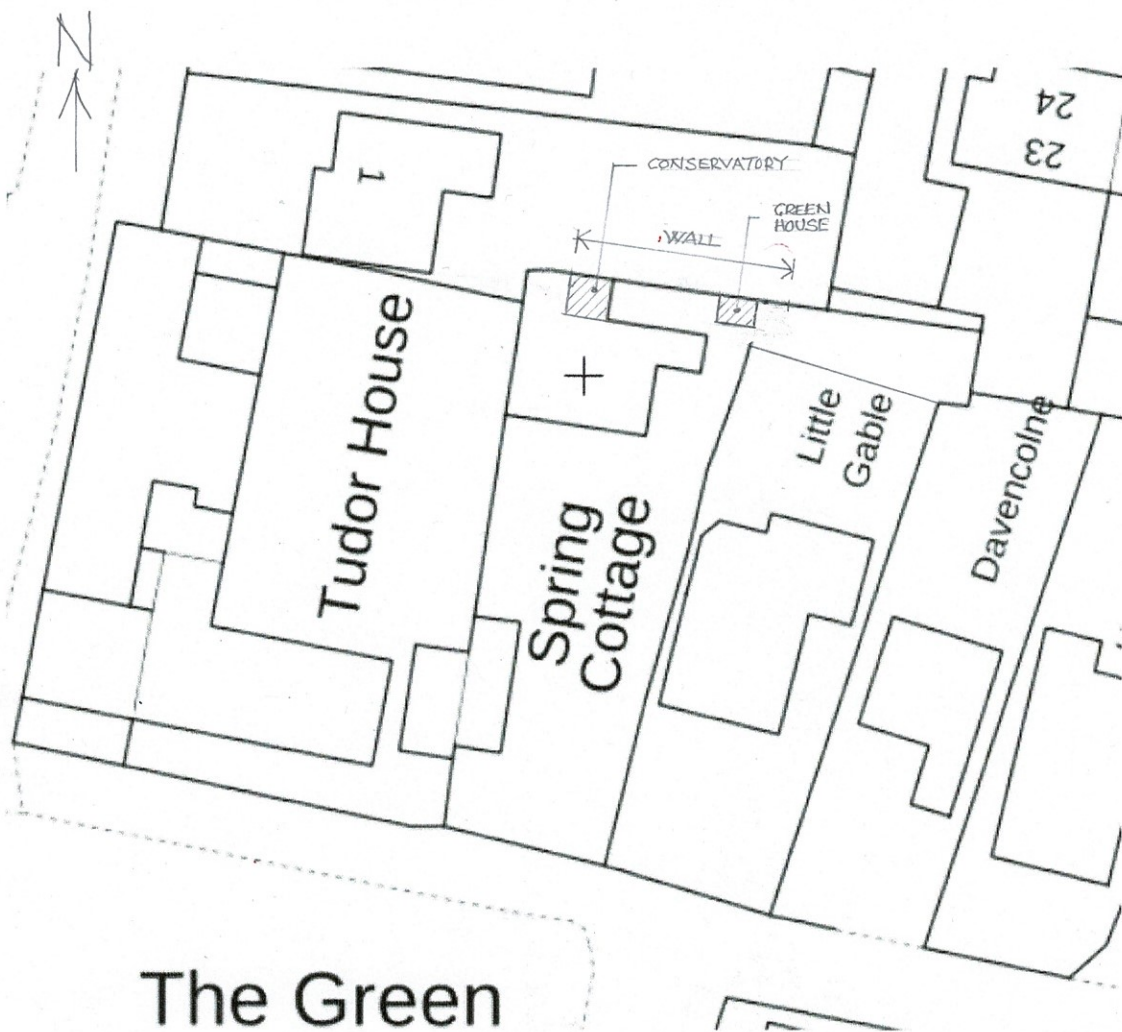 N
24
23
1
CONSERVATORY
GREEN
HOUSE
WALL
Tudor House
Little
Gable
Davencolne
Spring
Cottage
The Green